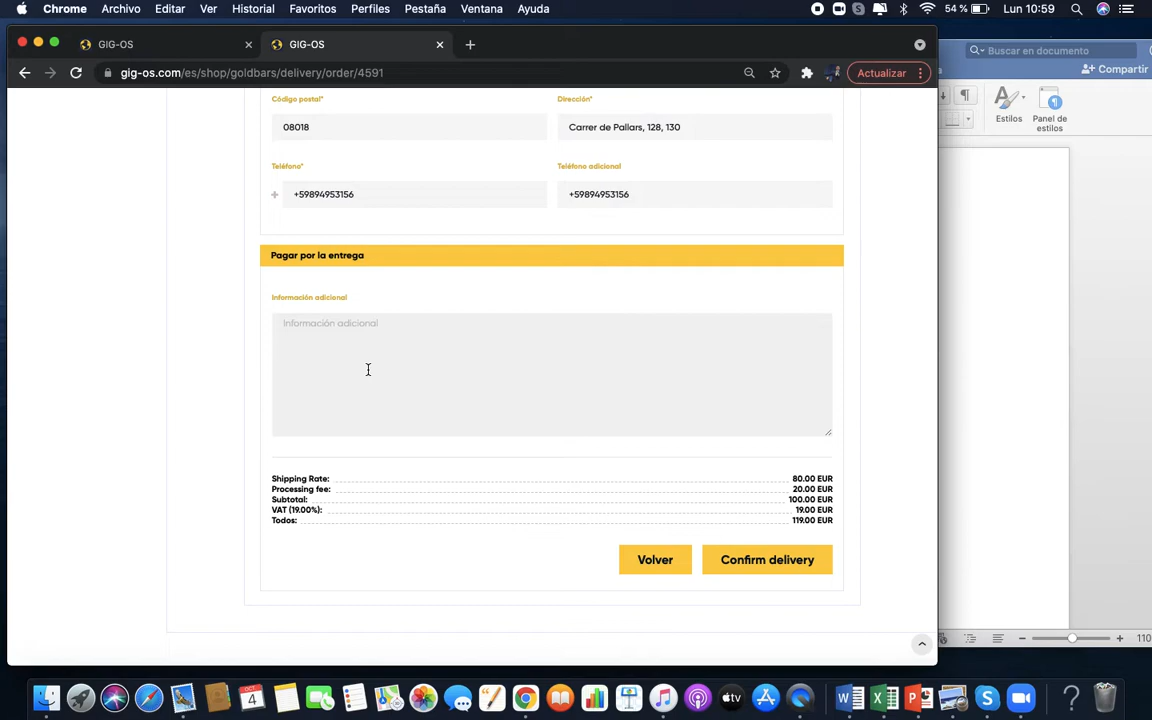 Chrome Archivo Editar Ver Historial Favoritos Perfiles Pestaña Ventana Ayuda 54 % Lun 10:59
GIG-OS GIG-OS
Buscar en documento
gig-os.com/es/shop/goldbars/delivery/order/4591 Actualizar
Compartir
Estilos Panel de
estilos
Código postal* Dirección*
08018 Carrer de Pallars, 128, 130
Teléfono* Teléfono adicional
+59894953156 +59894953156
Pagar por la entrega
Información adicional
Información adicional
Shipping Rate: 80.00 EUR
Processing fee: 20.00 EUR
Subtotal: 100.00 EUR
VAT (19.00%): 19.00 EUR
Todos: 119.00 EUR
Volver Confirm delivery
110
OCT
4
tv